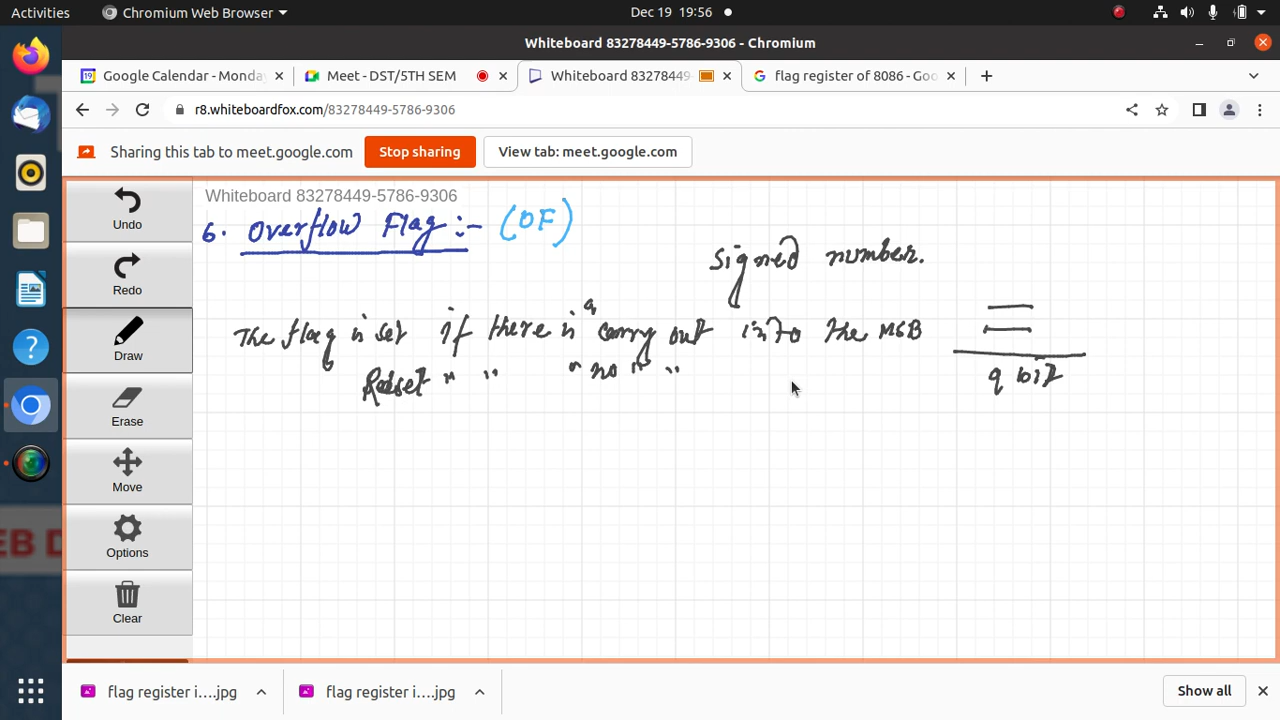 Activities
Chromium Web Browser
Dec 19 19:56
Whiteboard 83278449-5786-9306 - Chromium
Google Calendar - Monday
Meet - DST/5TH SEM
Whiteboard 83278449
flag register of 8086 - Goo
r8.whiteboardfox.com/83278449-5786-9306
Sharing this tab to meet.google.com
Stop sharing
View tab: meet.google.com
Whiteboard 83278449-5786-9306
Undo
Redo
Draw
Erase
Move
Options
Clear
6. Overflow Flag :- (OF)
signed number.
The flag is set if there is a carry out into the MSB
Reset " " " no " "
9 bit
EB D
flag register i....jpg
flag register i....jpg
Show all